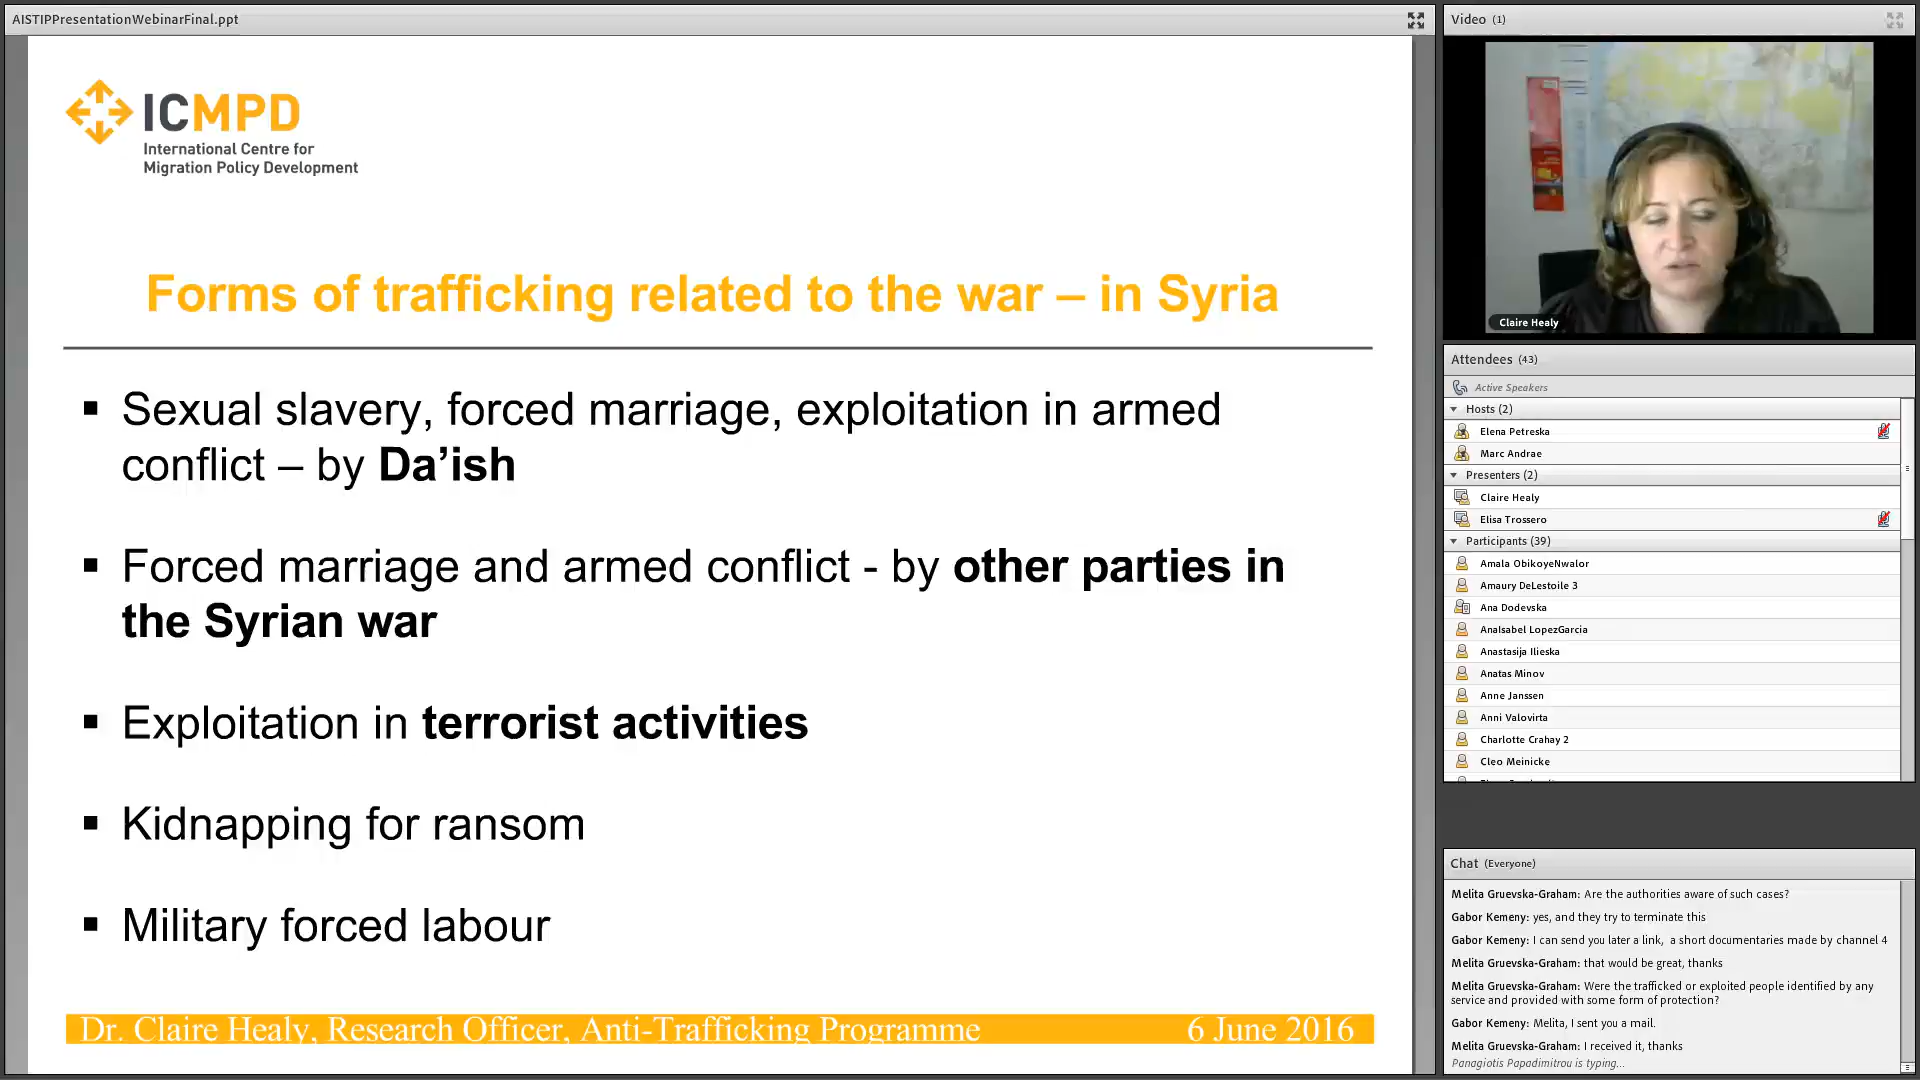 AISTIPPresentationWebinarFinal.ppt
ICMPD
International Centre for
Migration Policy Development
Forms of trafficking related to the war – in Syria
▪ Sexual slavery, forced marriage, exploitation in armed
conflict – by Da’ish
▪ Forced marriage and armed conflict - by other parties in
the Syrian war
▪ Exploitation in terrorist activities
▪ Kidnapping for ransom
▪ Military forced labour
Dr. Claire Healy, Research Officer, Anti-Trafficking Programme 6 June 2016
Video (1)
Claire Healy
Attendees (43)
Active Speakers
Hosts (2)
Elena Petreska
Marc Andrae
Presenters (2)
Claire Healy
Elisa Trossero
Participants (39)
Amala ObikoyeNwalor
Amaury DeLestoile 3
Ana Dodevska
AnaIsabel LopezGarcia
Anastasija Ilieska
Anatas Minov
Anne Janssen
Anni Valovirta
Charlotte Crahay 2
Cleo Meinicke
Chat (Everyone)
Melita Gruevska-Graham: Are the authorities aware of such cases?
Gabor Kemeny: yes, and they try to terminate this
Gabor Kemeny: I can send you later a link, a short documentaries made by channel 4
Melita Gruevska-Graham: that would be great, thanks
Melita Gruevska-Graham: Were the trafficked or exploited people identified by any
service and provided with some form of protection?
Gabor Kemeny: Melita, I sent you a mail.
Melita Gruevska-Graham: I received it, thanks
Panagiotis Papadimitrou is typing...